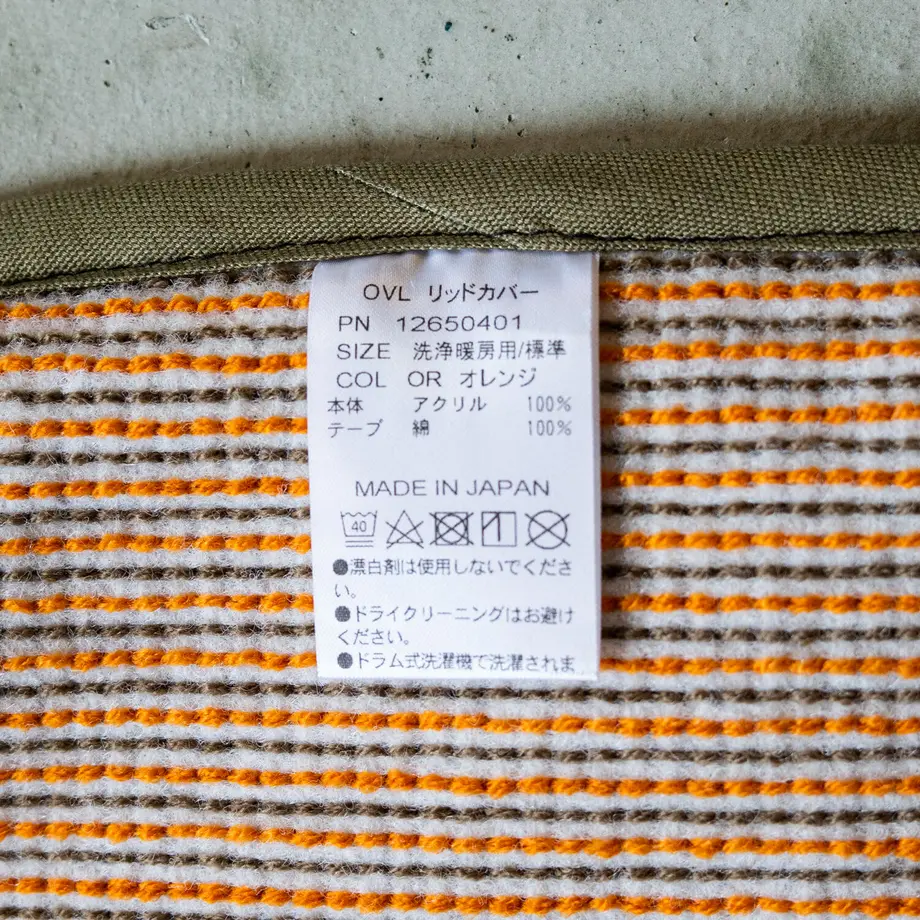 OVL リッドカバー
PN 12650401
SIZE 洗浄暖房用/標準
COL OR オレンジ
本体 アクリル 100%
テープ 綿 100%
MADE IN JAPAN
40
●漂白剤は使用しないでくださ
い。
●ドライクリーニングはお避け
ください。
●ドラム式洗濯機で洗濯されま